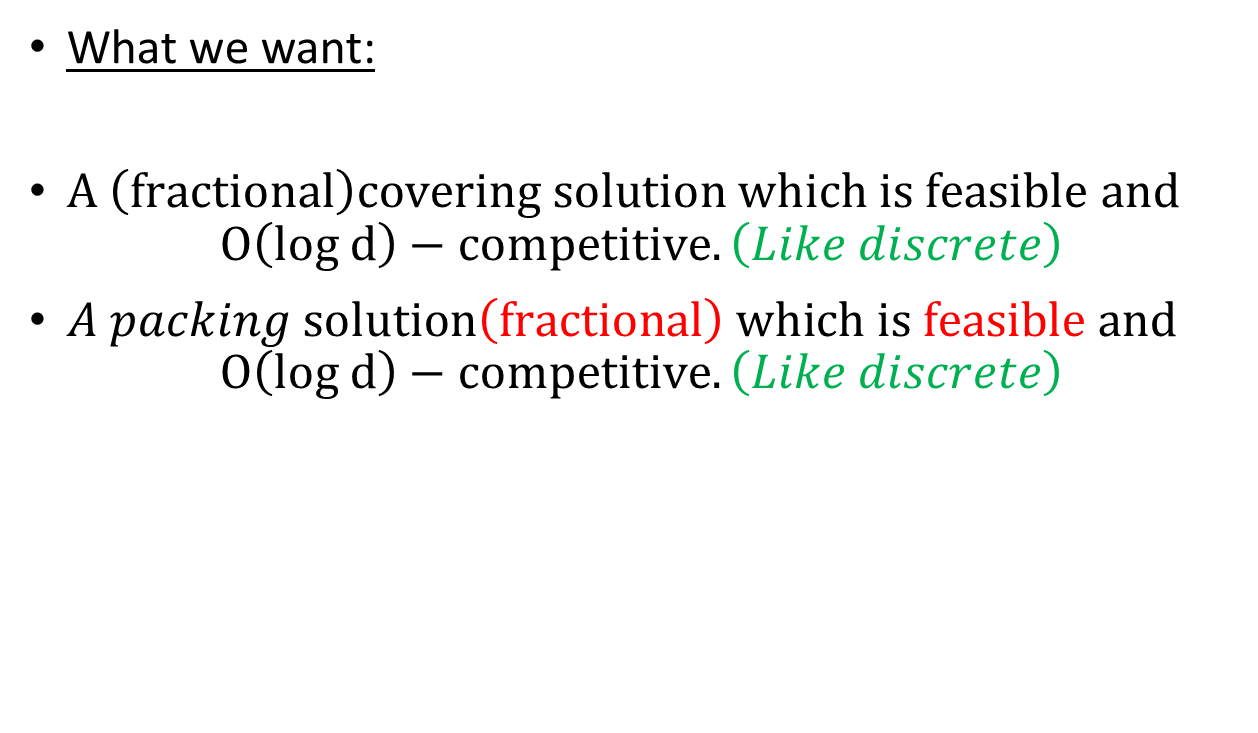 • What we want:
• A (fractional)covering solution which is feasible and
O(log d) − competitive. (Like discrete)
• A packing solution(fractional) which is feasible and
O(log d) − competitive. (Like discrete)